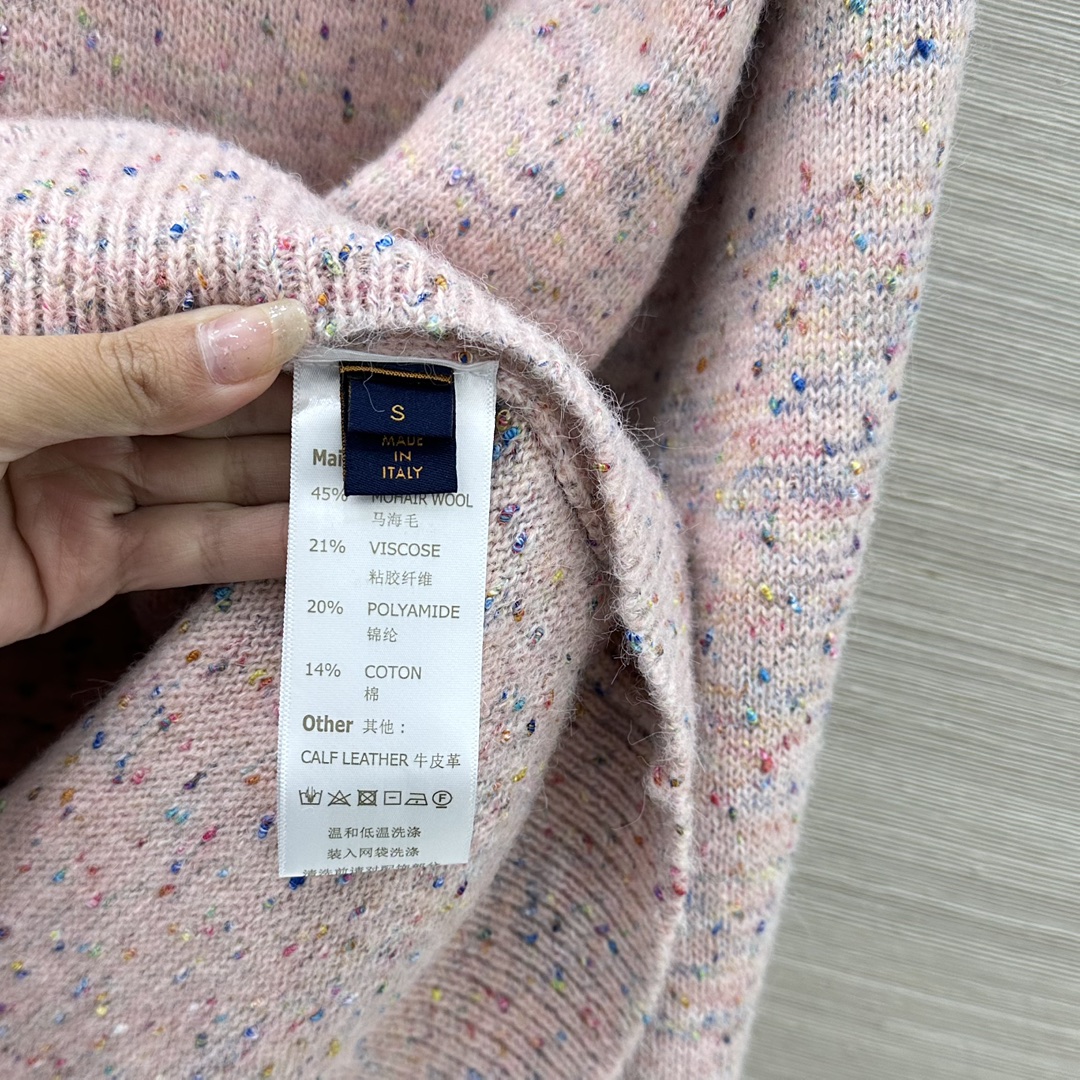 S
MADE
IN
ITALY
Mai
45% MOHAIR WOOL
马海毛
21% VISCOSE
粘胶纤维
20% POLYAMIDE
锦纶
14% COTON
棉
Other 其他：
CALF LEATHER 牛皮革
F
温和低温洗涤
装入网袋洗涤